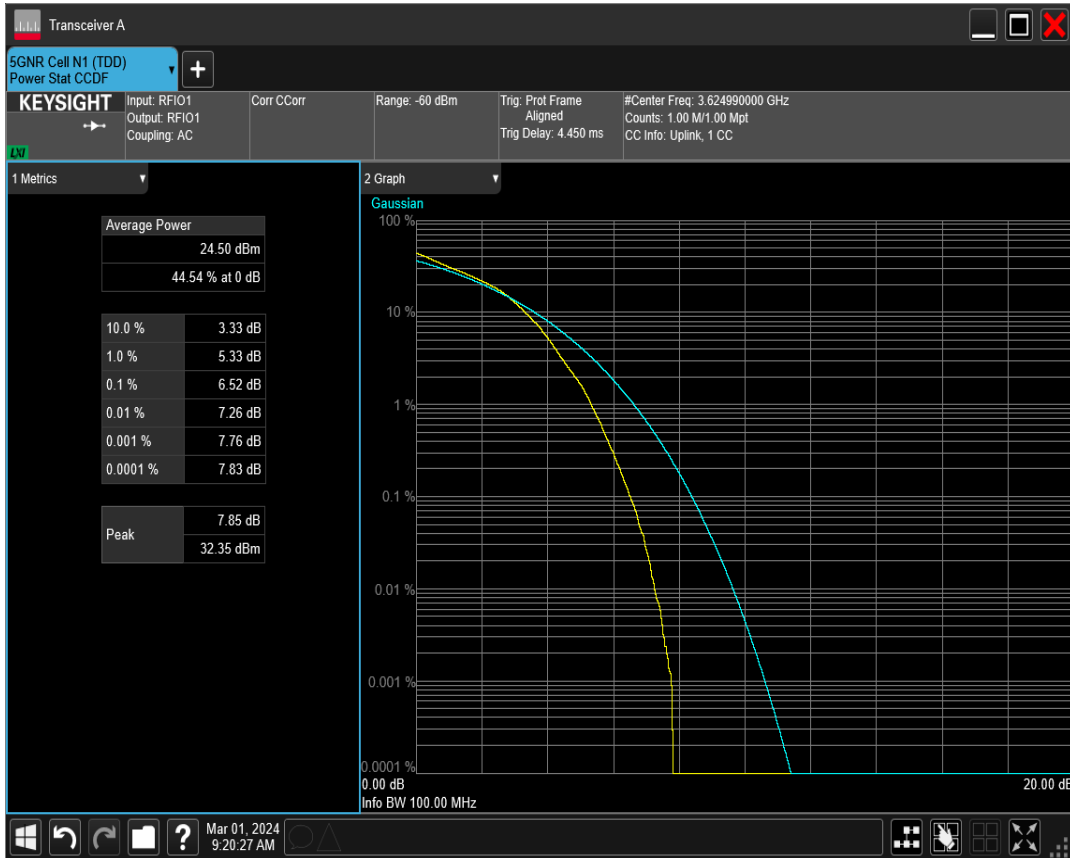 Transceiver A
5GNR Cell N1 (TDD)
Power Stat CCDF
+
KEYSIGHT
LXI
Input: RFIO1
Output: RFIO1
Coupling: AC
Corr CCorr
Range: -60 dBm
Trig: Prot Frame
Aligned
Trig Delay: 4.450 ms
#Center Freq: 3.624990000 GHz
Counts: 1.00 M/1.00 Mpt
CC Info: Uplink, 1 CC
1 Metrics
Average Power
24.50 dBm
44.54 % at 0 dB
10.0 % 3.33 dB
1.0 % 5.33 dB
0.1 % 6.52 dB
0.01 % 7.26 dB
0.001 % 7.76 dB
0.0001 % 7.83 dB
Peak
7.85 dB
32.35 dBm
2 Graph
Gaussian
100 %
10 %
1 %
0.1 %
0.01 %
0.001 %
0.0001 %
0.00 dB 20.00 dB
Info BW 100.00 MHz
?
Mar 01, 2024
9:20:27 AM